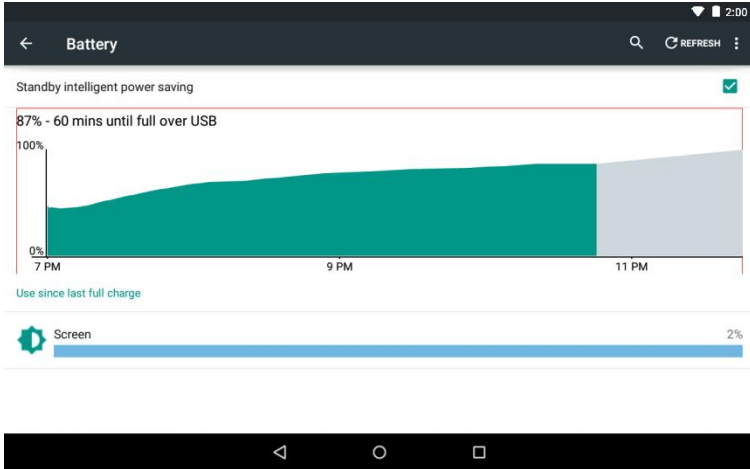 2:00
Battery
REFRESH
Standby intelligent power saving
87% - 60 mins until full over USB
100%
0%
7 PM 9 PM 11 PM
Use since last full charge
Screen 2%